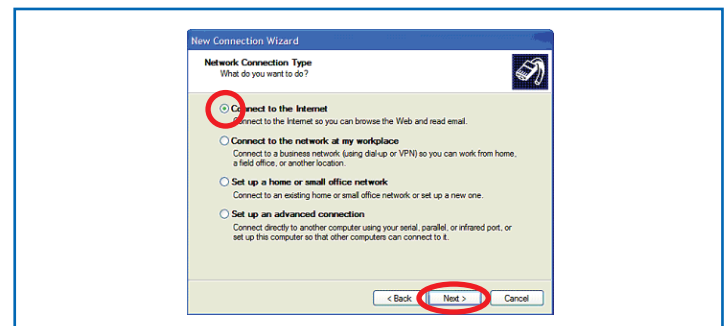 New Connection Wizard
Network Connection Type
What do you want to do?
Connect to the Internet
Connect to the Internet so you can browse the Web and read email.
Connect to the network at my workplace
Connect to a business network (using dial-up or VPN) so you can work from home,
a field office, or another location.
Set up a home or small office network
Connect to an existing home or small office network or set up a new one.
Set up an advanced connection
Connect directly to another computer using your serial, parallel, or infrared port, or
set up this computer so that other computers can connect to it.
< Back Next > Cancel